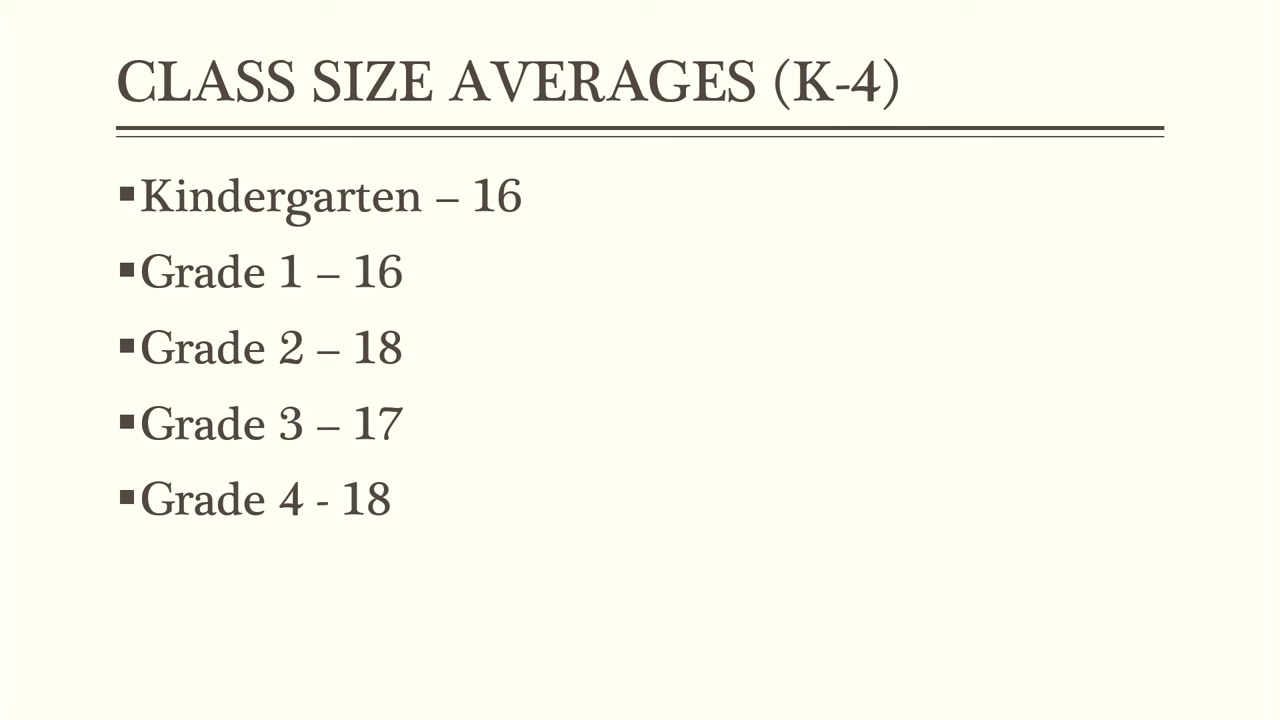 CLASS SIZE AVERAGES (K-4)
▪Kindergarten – 16
▪Grade 1 – 16
▪Grade 2 – 18
▪Grade 3 – 17
▪Grade 4 - 18